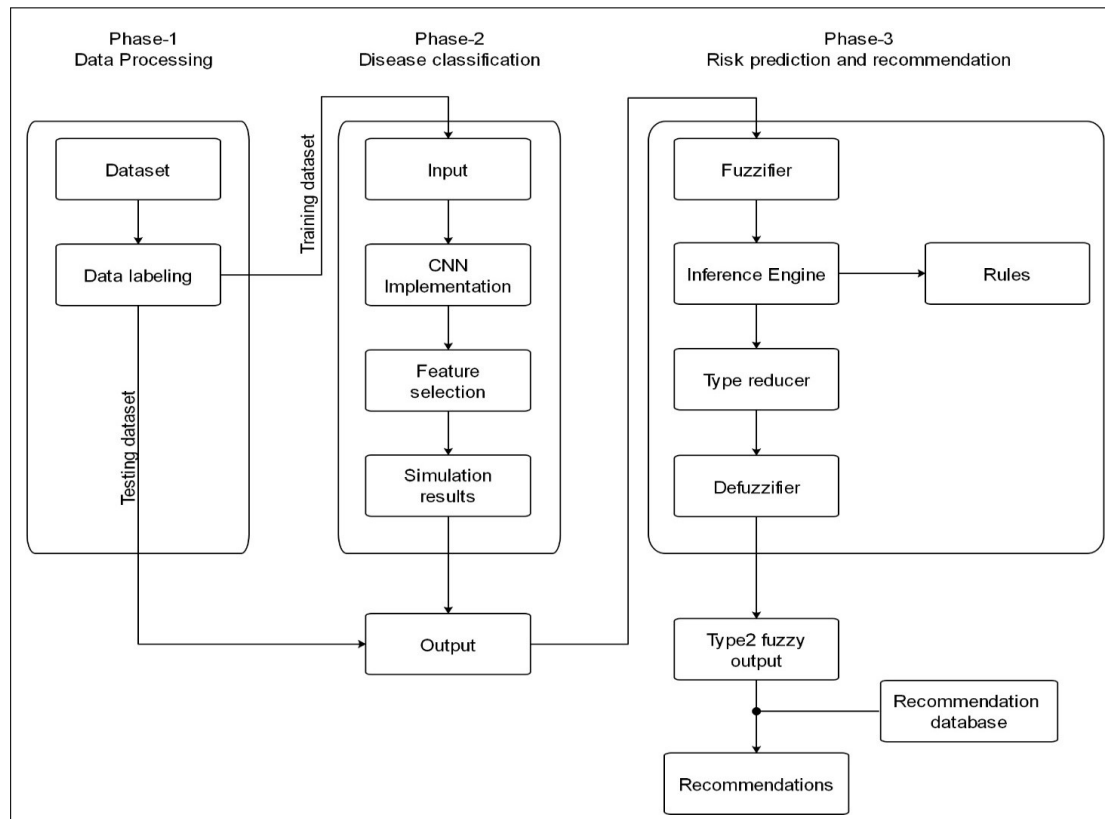 Phase-1
Data Processing
Phase-2
Disease classification
Phase-3
Risk prediction and recommendation
Dataset
Data labeling
Training dataset
Testing dataset
Input
CNN
Implementation
Feature
selection
Simulation
results
Output
Fuzzifier
Inference Engine
Rules
Type reducer
Defuzzifier
Type2 fuzzy
output
Recommendation
database
Recommendations